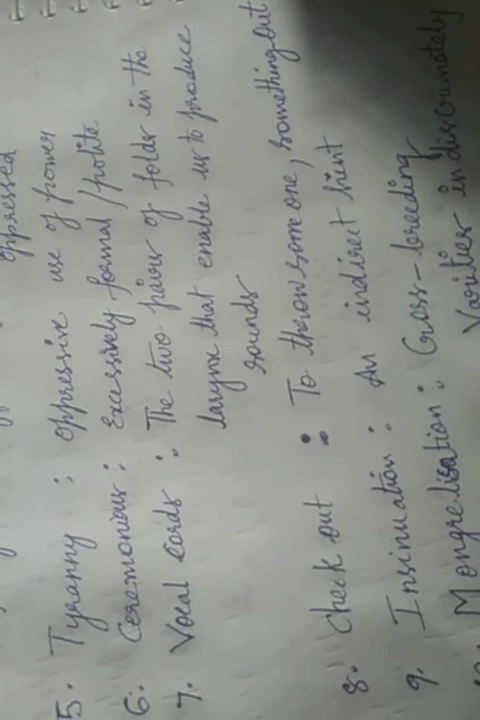 oppressed
5. Tyranny : oppressive use of power
6. Ceremonious : Excessively formal / polite
7. Vocal cords : The two pairs of folds in the
larynx that enable us to produce
sounds
8. Check out : To throw some one, something out
9. Insinuation : An indirect hint
Mongrelisation : Cross-breeding
Varities indiscrimately